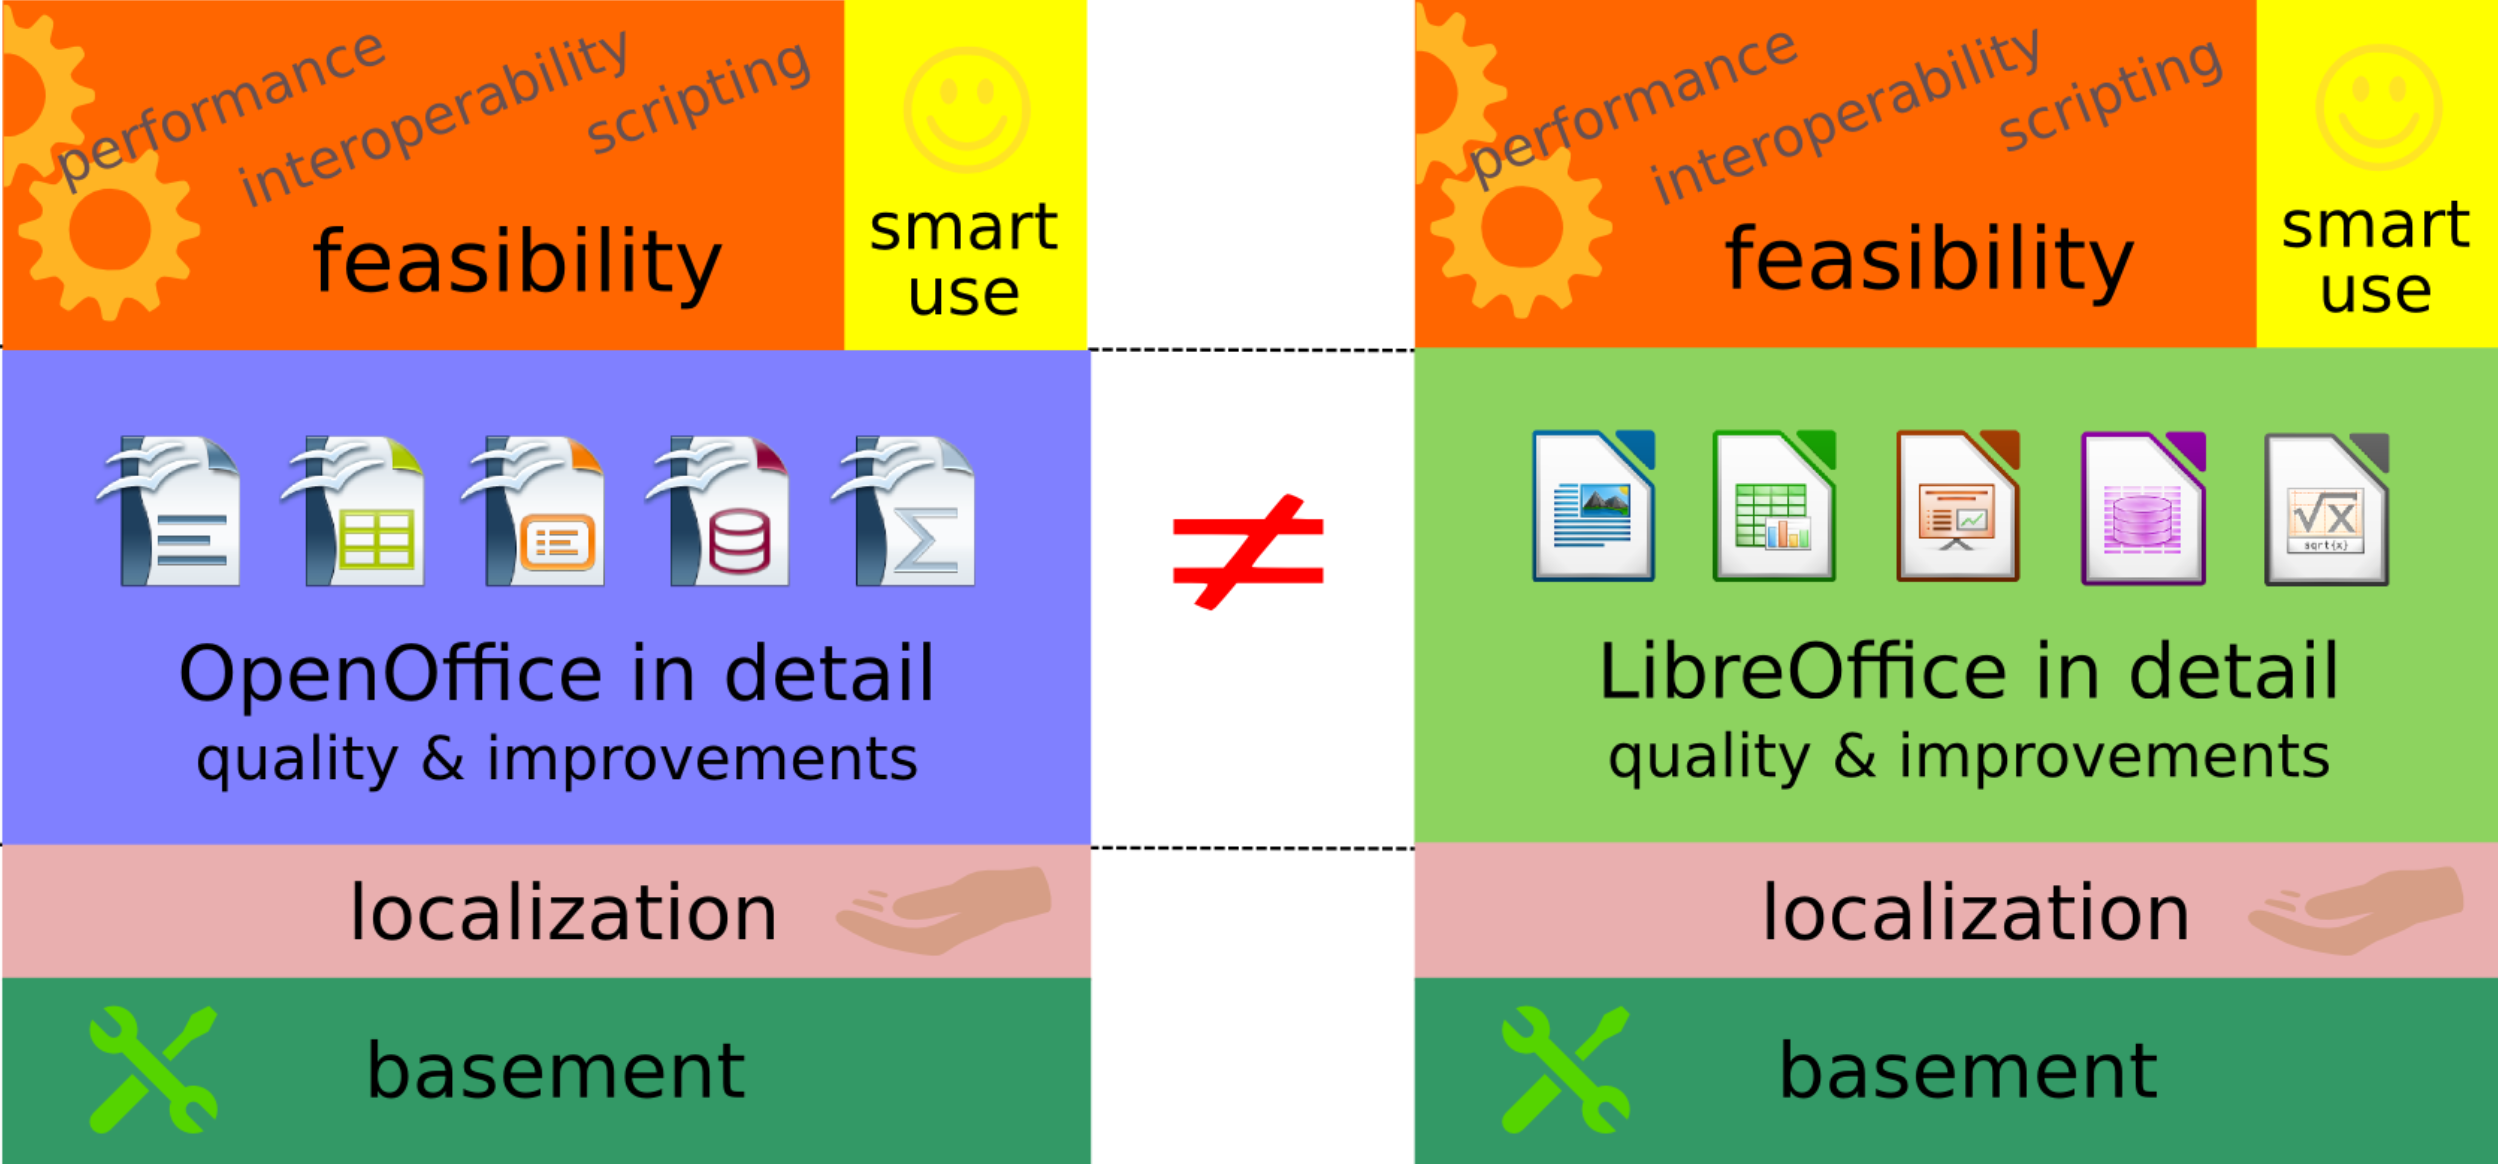 performance
interoperability
scripting
feasibility
smart
use
OpenOffice in detail
quality & improvements
localization
basement
≠
performance
interoperability
scripting
feasibility
smart
use
sqrt{x}
LibreOffice in detail
quality & improvements
localization
basement